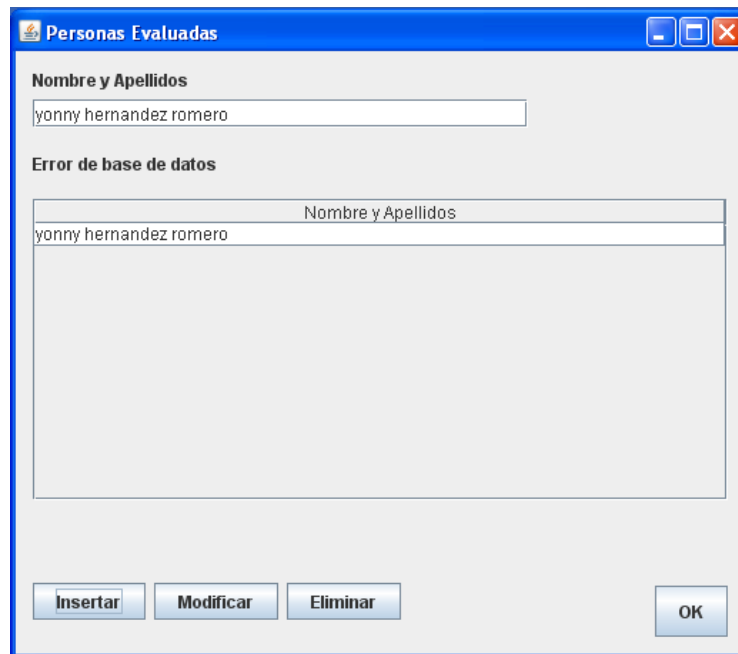 Personas Evaluadas
Nombre y Apellidos
yonny hernandez romero
Error de base de datos
Nombre y Apellidos
yonny hernandez romero
Insertar Modificar Eliminar OK